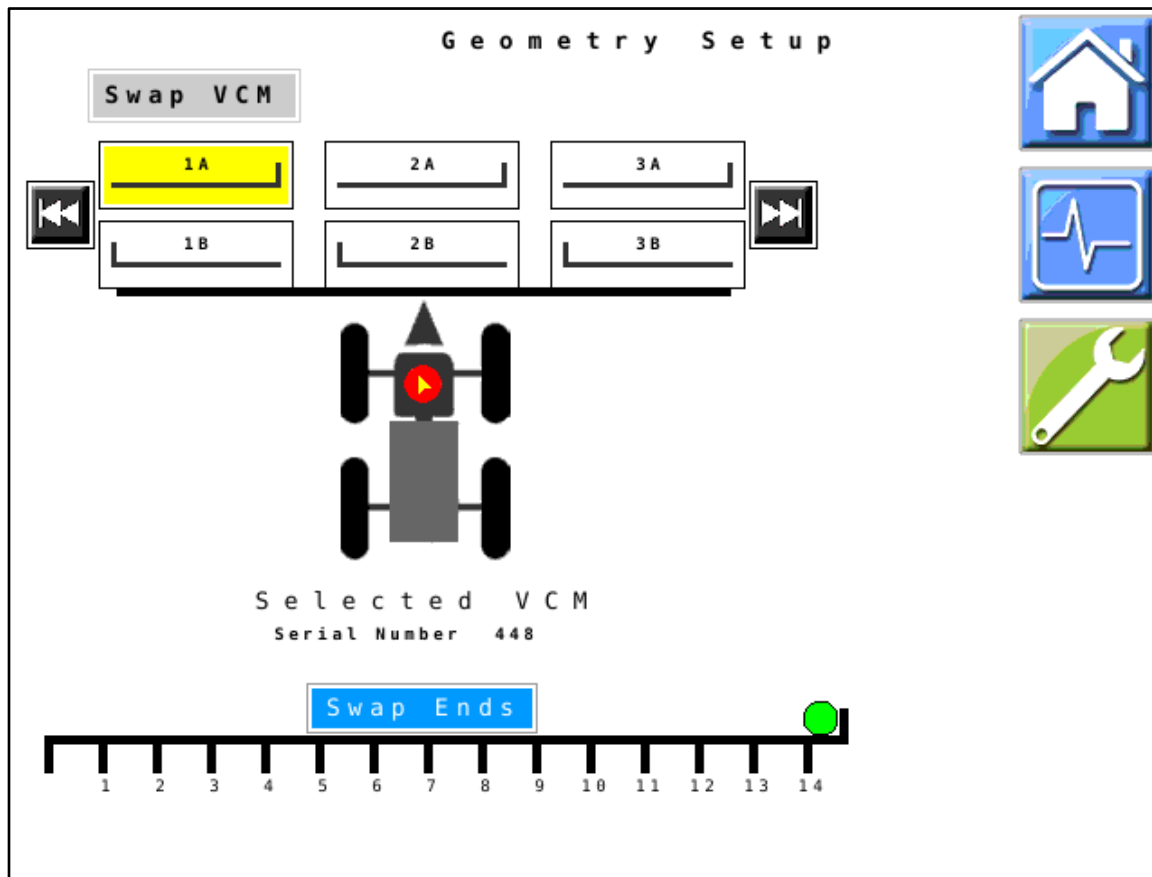 Geometry Setup
Swap VCM
1A 2A 3A
1B 2B 3B
Selected VCM
Serial Number 448
Swap Ends
1 2 3 4 5 6 7 8 9 10 11 12 13 14